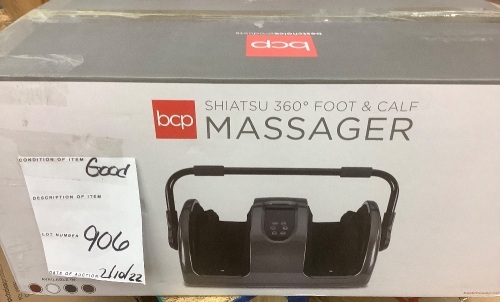 bcp
bestchoiceproducts
bcp
SHIATSU 360° FOOT & CALF
MASSAGER
CONDITION OF ITEM
Good
DESCRIPTION OF ITEM
LOT NUMBER
906
DATE OF AUCTION 2/10/22